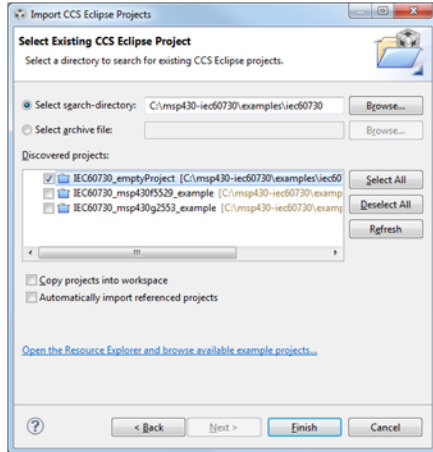 Import CCS Eclipse Projects
Select Existing CCS Eclipse Project
Select a directory to search for existing CCS Eclipse projects.
Select search-directory: C:\msp430-iec60730\examples\iec60730 Browse...
Select archive file: Browse...
Discovered projects:
IEC60730_emptyProject [C:\msp430-iec60730\examples\iec60
IEC60730_msp430f5529_example [C:\msp430-iec60730\examp
IEC60730_msp430g2553_example [C:\msp430-iec60730\examp
Select All
Deselect All
Refresh
Copy projects into workspace
Automatically import referenced projects
Open the Resource Explorer and browse available example projects...
? < Back Next > Finish Cancel